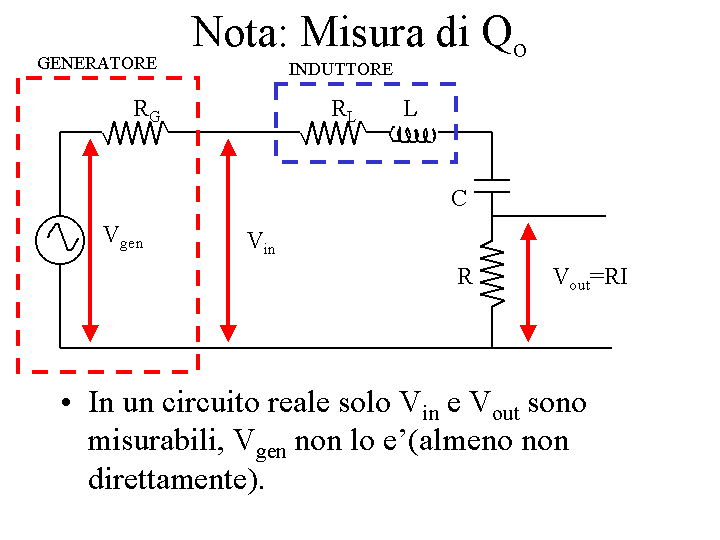 Nota: Misura di Qo
GENERATORE
INDUTTORE
RG
RL
L
C
Vgen
Vin
R
Vout=RI
• In un circuito reale solo Vin e Vout sono
misurabili, Vgen non lo e’(almeno non
direttamente).